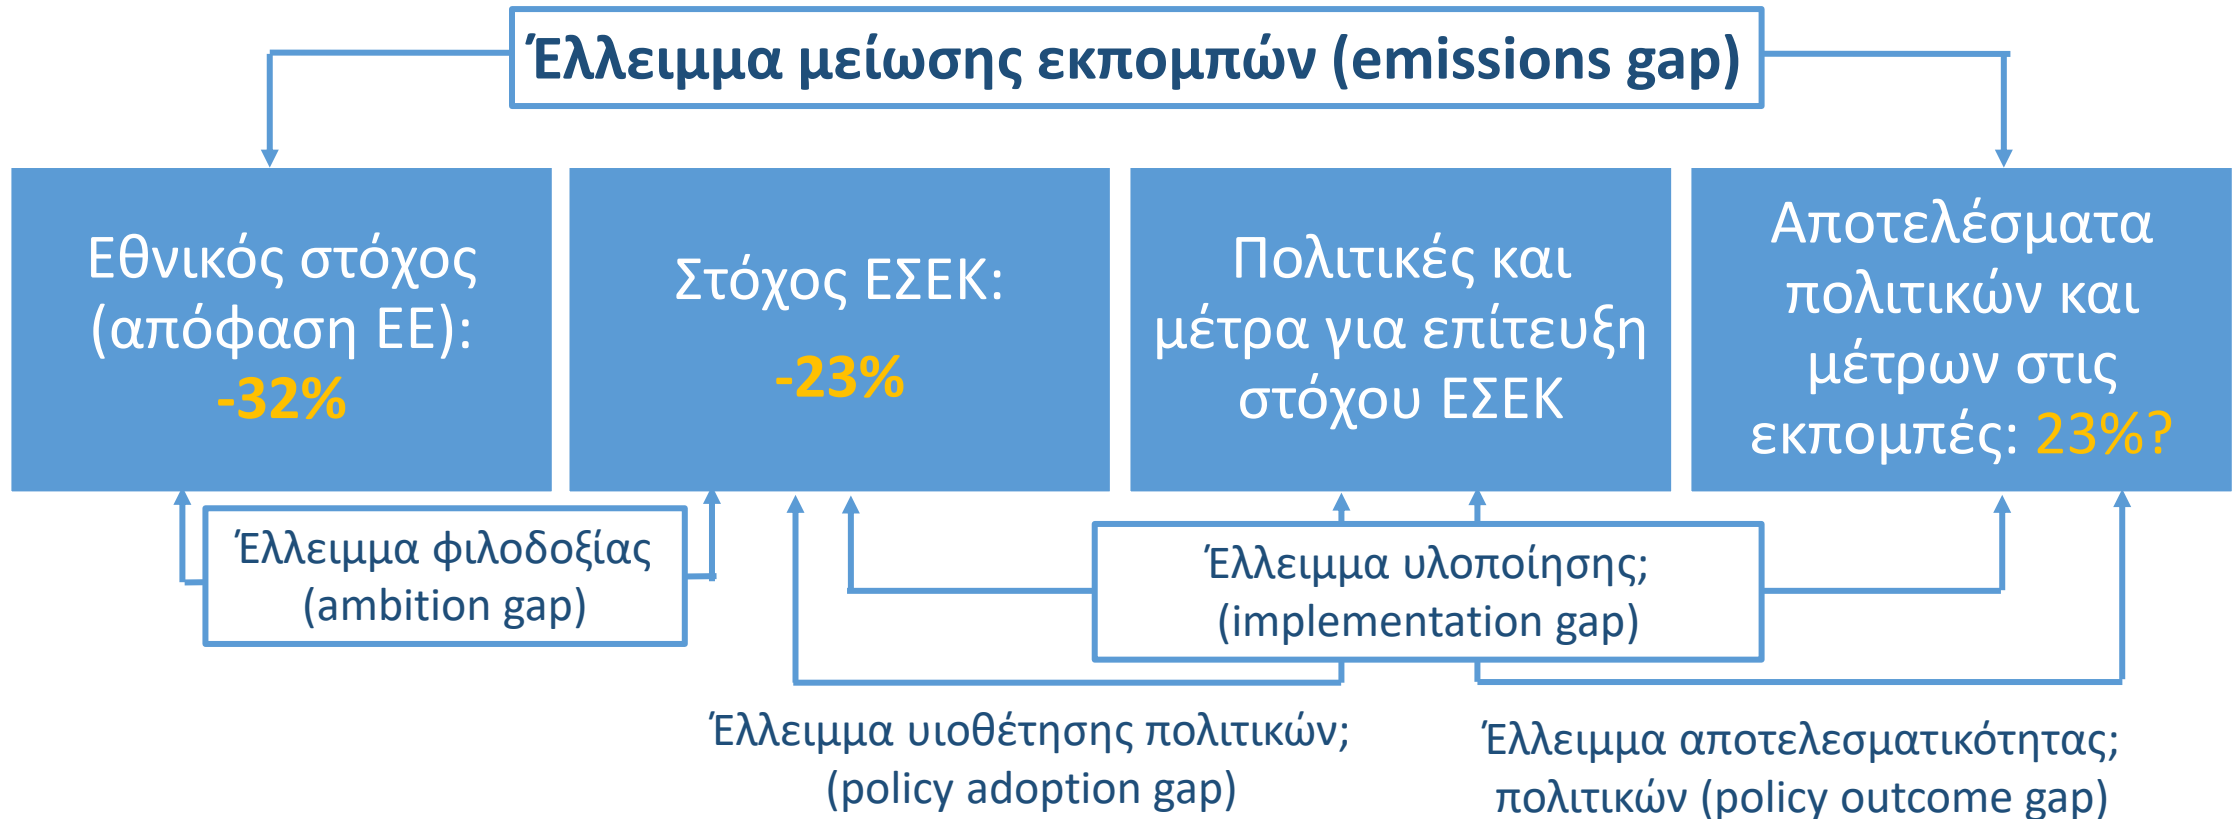 Έλλειμμα μείωσης εκπομπών (emissions gap)
Εθνικός στόχος
(απόφαση ΕΕ):
-32%
Στόχος ΕΣΕΚ:
-23%
Πολιτικές και
μέτρα για επίτευξη
στόχου ΕΣΕΚ
Αποτελέσματα
πολιτικών και
μέτρων στις
εκπομπές: 23%?
Έλλειμμα φιλοδοξίας
(ambition gap)
Έλλειμμα υλοποίησης;
(implementation gap)
Έλλειμμα υιοθέτησης πολιτικών;
(policy adoption gap)
Έλλειμμα αποτελεσματικότητας;
πολιτικών (policy outcome gap)